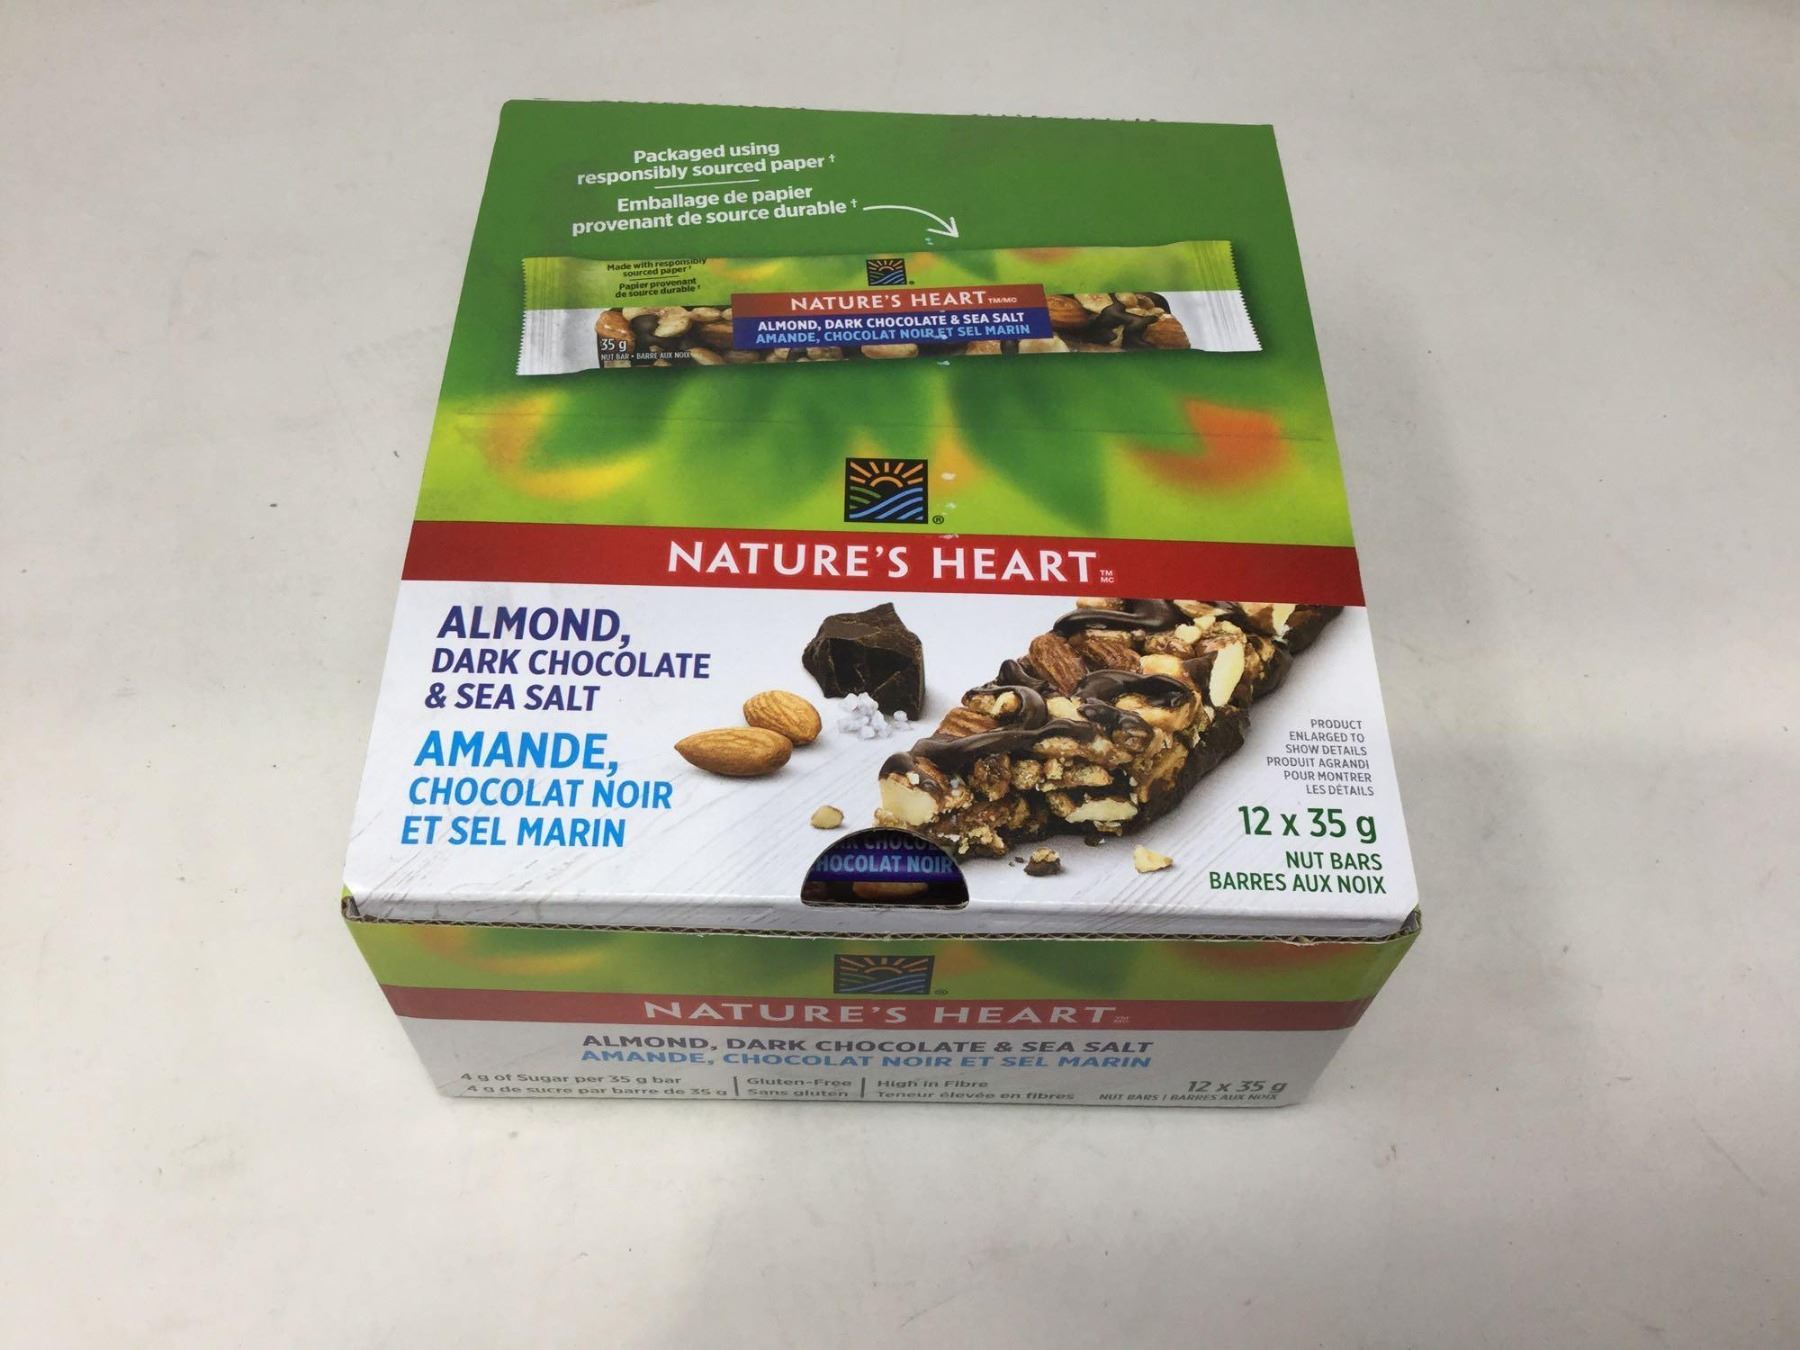 Packaged using
responsibly sourced paper †
Emballage de papier
provenant de source durable †
Made with responsibly
sourced paper †
Papier provenant
de source durable †
NATURE'S HEART TM/MC
ALMOND, DARK CHOCOLATE & SEA SALT
AMANDE, CHOCOLAT NOIR ET SEL MARIN
35 g
NUT BAR • BARRE AUX NOIX
®
NATURE'S HEART TM MC
ALMOND,
DARK CHOCOLATE
& SEA SALT
AMANDE,
CHOCOLAT NOIR
ET SEL MARIN
PRODUCT
ENLARGED TO
SHOW DETAILS
PRODUIT AGRANDI
POUR MONTRER
LES DÉTAILS
12 x 35 g
NUT BARS
BARRES AUX NOIX
HOCOLAT NOIR
®
NATURE'S HEART TM MC
ALMOND, DARK CHOCOLATE & SEA SALT
AMANDE, CHOCOLAT NOIR ET SEL MARIN
4 g of Sugar per 35 g bar
4 g de sucre par barre de 35 g
Gluten-Free
Sans gluten
High in Fibre
Teneur élevée en fibres
12 x 35 g
NUT BARS | BARRES AUX NOIX